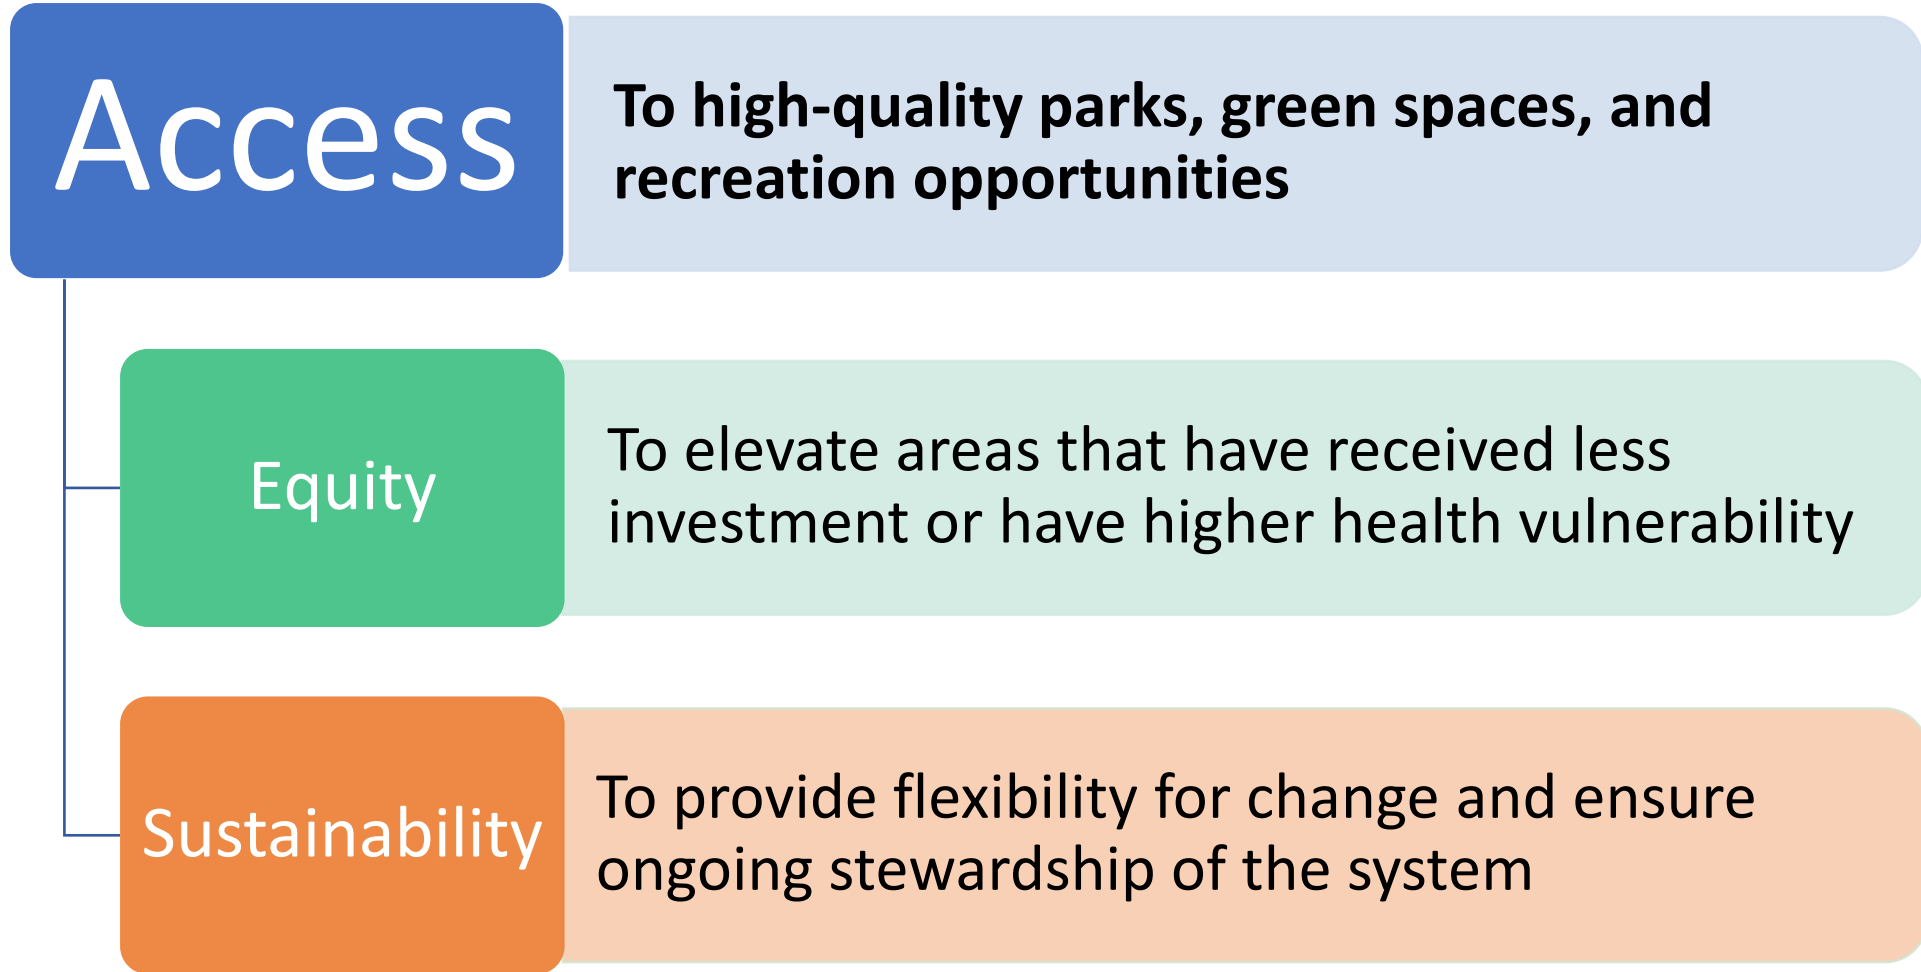 Access
To high-quality parks, green spaces, and
recreation opportunities
Equity
To elevate areas that have received less
investment or have higher health vulnerability
Sustainability
To provide flexibility for change and ensure
ongoing stewardship of the system